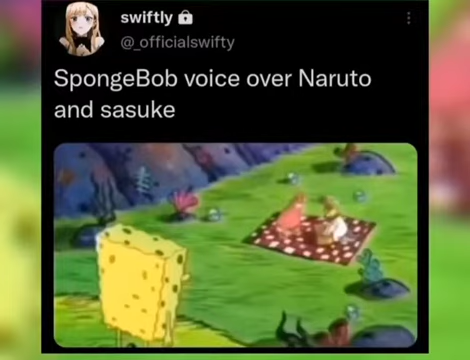 swiftly
@_officialswifty
SpongeBob voice over Naruto
and sasuke